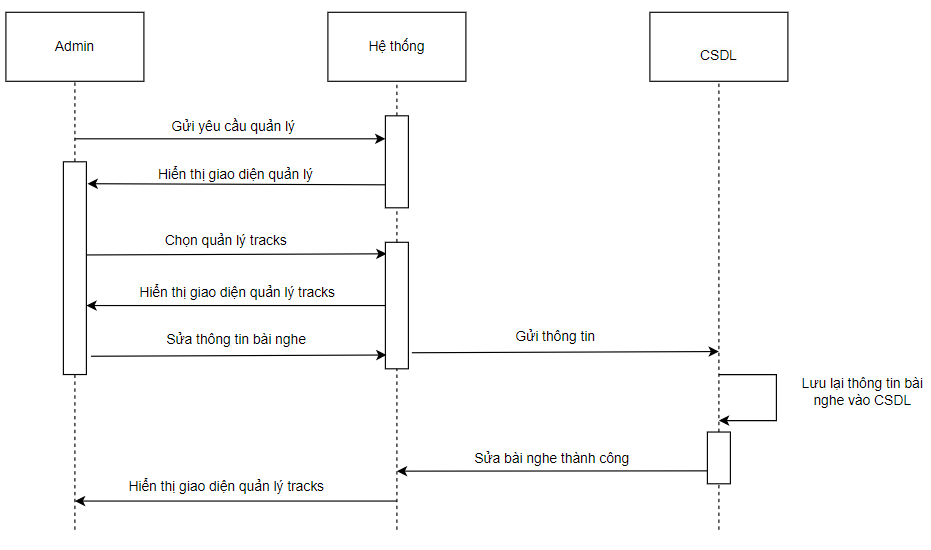 Admin
Hệ thống
CSDL
Gửi yêu cầu quản lý
Hiển thị giao diện quản lý
Chọn quản lý tracks
Hiển thị giao diện quản lý tracks
Sửa thông tin bài nghe
Gửi thông tin
Lưu lại thông tin bài
nghe vào CSDL
Sửa bài nghe thành công
Hiển thị giao diện quản lý tracks